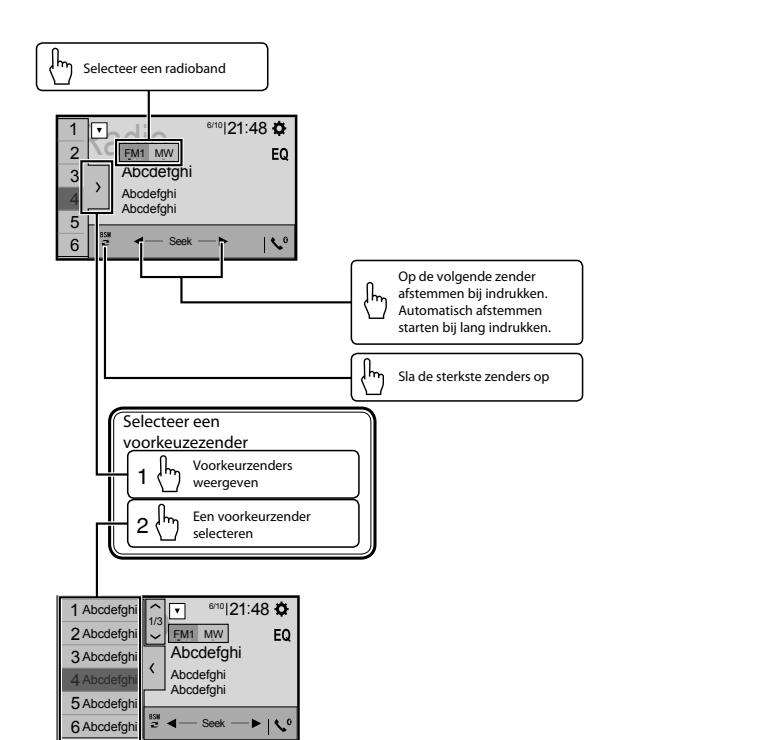 Selecteer een radioband
1
2
3
4
5
6
Radio
6/10 21:48
FM1 MW
EQ
Abcdefghi
Abcdefghi
Abcdefghi
BSM
Seek
0
Op de volgende zender
afstemmen bij indrukken.
Automatisch afstemmen
starten bij lang indrukken.
Sla de sterkste zenders op
Selecteer een
voorkeuzezender
1 Voorkeurzenders
weergeven
2 Een voorkeurzender
selecteren
1 Abcdefghi
2 Abcdefghi
3 Abcdefghi
4 Abcdefghi
5 Abcdefghi
6 Abcdefghi
1/3
6/10 21:48
FM1 MW
EQ
Abcdefghi
Abcdefghi
Abcdefghi
BSM
Seek
0